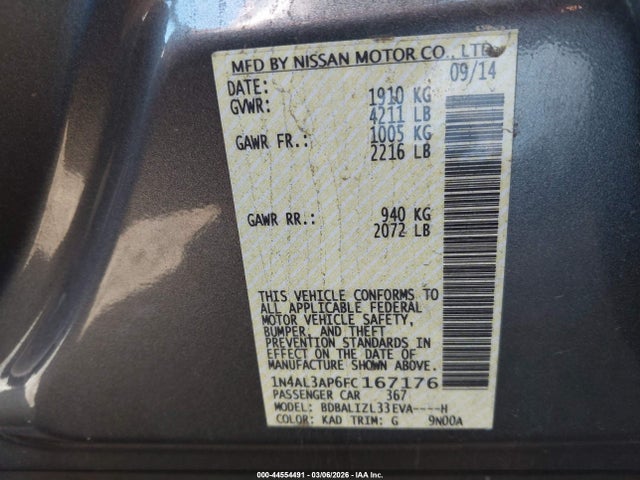 MFD BY NISSAN MOTOR CO., LTD
DATE: 09/14
GVWR: 1910 KG
4211 LB
GAWR FR.: 1005 KG
2216 LB
GAWR RR.: 940 KG
2072 LB
THIS VEHICLE CONFORMS TO
ALL APPLICABLE FEDERAL
MOTOR VEHICLE SAFETY,
BUMPER, AND THEFT
PREVENTION STANDARDS IN
EFFECT ON THE DATE OF
MANUFACTURE SHOWN ABOVE.
1N4AL3AP6FC 167176
PASSENGER CAR 367
MODEL: BDBALIZL33EVA----H
COLOR: KAD TRIM: G 9N00A
000-44554491 - 03/06/2026 - IAA Inc.